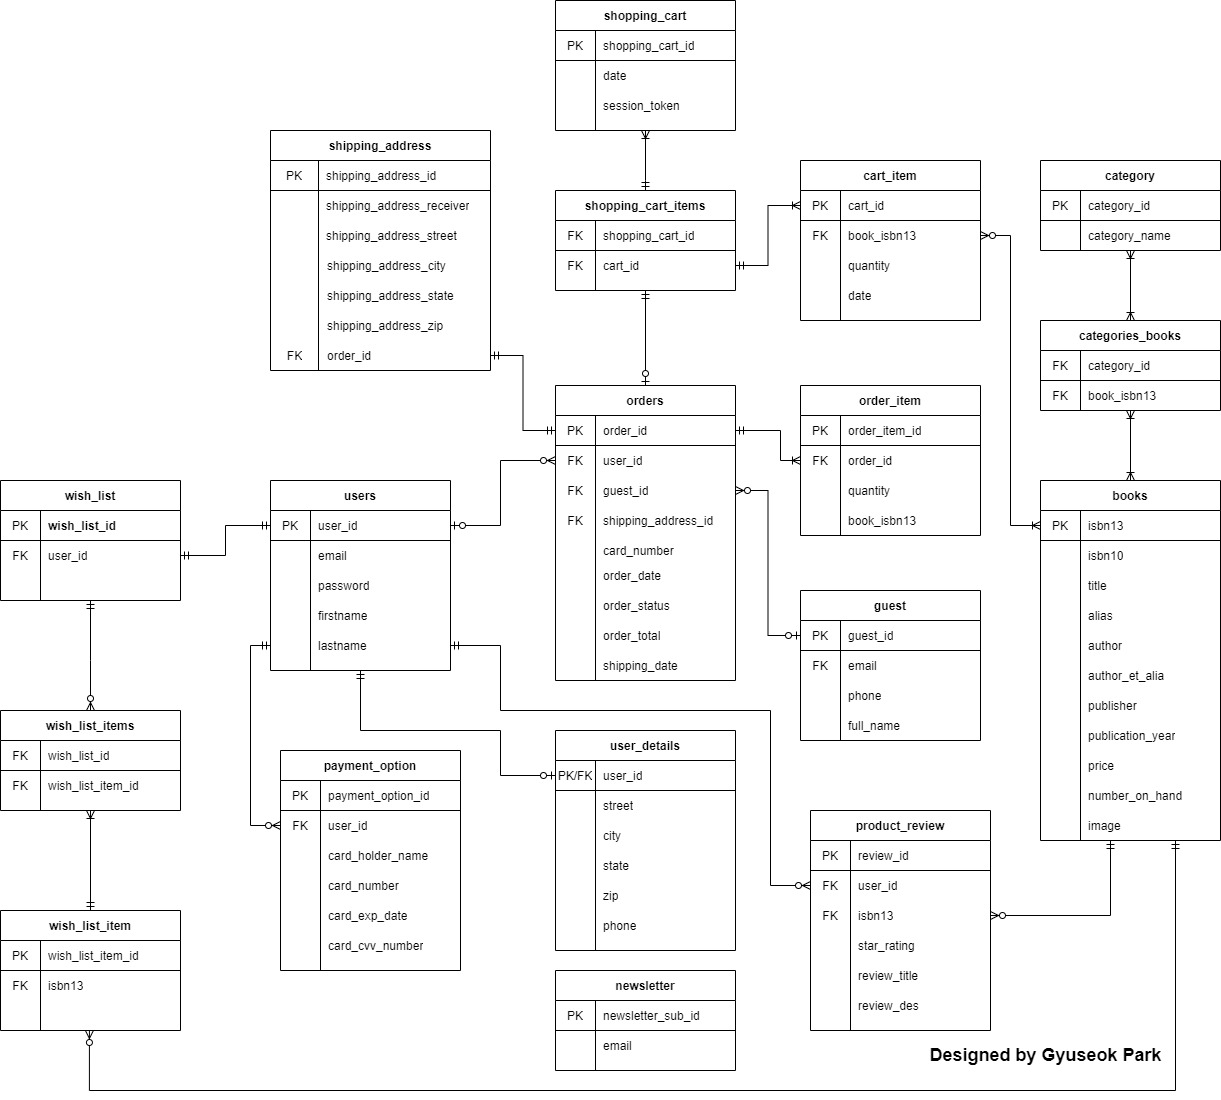 shopping_cart
PK shopping_cart_id
date
session_token
shipping_address
PK shipping_address_id
shipping_address_receiver
shipping_address_street
shipping_address_city
shipping_address_state
shipping_address_zip
FK order_id
shopping_cart_items
FK shopping_cart_id
FK cart_id
cart_item
PK cart_id
FK book_isbn13
quantity
date
category
PK category_id
category_name
categories_books
FK category_id
FK book_isbn13
orders
PK order_id
FK user_id
FK guest_id
FK shipping_address_id
card_number
order_date
order_status
order_total
shipping_date
order_item
PK order_item_id
FK order_id
quantity
book_isbn13
wish_list
PK wish_list_id
FK user_id
users
PK user_id
email
password
firstname
lastname
books
PK isbn13
isbn10
title
alias
author
author_et_alia
publisher
publication_year
price
number_on_hand
image
guest
PK guest_id
FK email
phone
full_name
wish_list_items
FK wish_list_id
FK wish_list_item_id
payment_option
PK payment_option_id
FK user_id
card_holder_name
card_number
card_exp_date
card_cvv_number
user_details
PK/FK user_id
street
city
state
zip
phone
product_review
PK review_id
FK user_id
FK isbn13
star_rating
review_title
review_des
wish_list_item
PK wish_list_item_id
FK isbn13
newsletter
PK newsletter_sub_id
email
Designed by Gyuseok Park